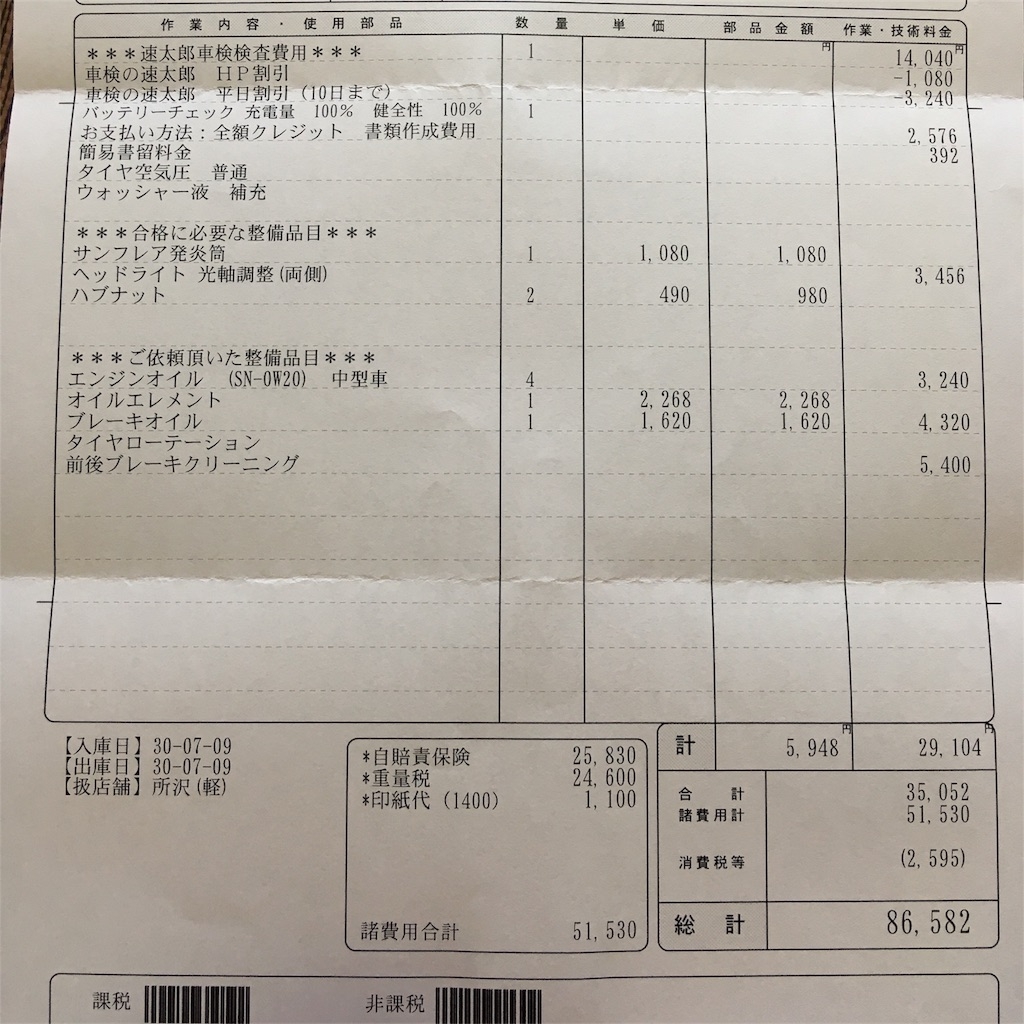 作業内容・使用部品 数量 単価 部品金額 作業・技術料金
円 円
＊＊＊速太郎車検検査費用＊＊＊ 1 14,040
車検の速太郎 ＨＰ割引 -1,080
車検の速太郎 平日割引(10日まで) -3,240
バッテリーチェック 充電量 100% 健全性 100% 1
お支払い方法：全額クレジット 書類作成費用 2,576
簡易書留料金 392
タイヤ空気圧 普通
ウォッシャー液 補充
＊＊＊合格に必要な整備品目＊＊＊
サンフレア発炎筒 1 1,080 1,080
ヘッドライト 光軸調整(両側) 3,456
ハブナット 2 490 980
＊＊＊ご依頼頂いた整備品目＊＊＊
エンジンオイル (SN-0W20) 中型車 4 3,240
オイルエレメント 1 2,268 2,268
ブレーキオイル 1 1,620 1,620 4,320
タイヤローテーション
前後ブレーキクリーニング 5,400
計 5,948円 29,104円
【入庫日】30-07-09
【出庫日】30-07-09
【扱店舗】所沢(軽)
*自賠責保険 25,830
*重量税 24,600
*印紙代(1400) 1,100
諸費用合計 51,530
合計 35,052
諸費用計 51,530
消費税等 (2,595)
総計 86,582
課税 非課税